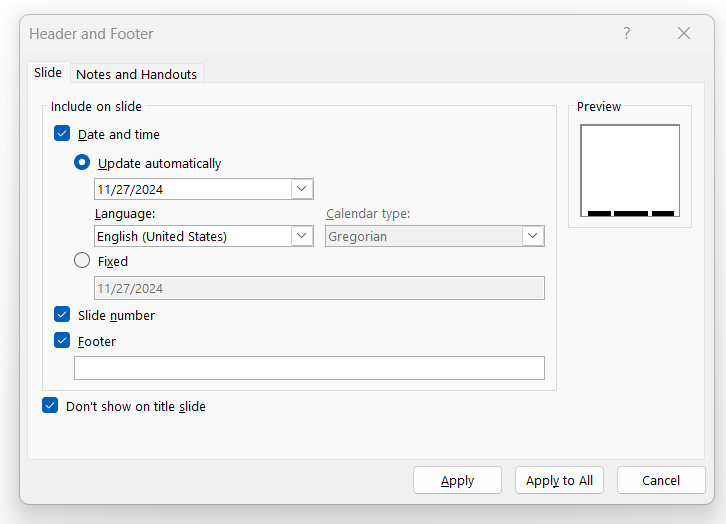 Header and Footer ?
Slide Notes and Handouts
Include on slide
Preview
Date and time
Update automatically
11/27/2024
Language: Calendar type:
English (United States) Gregorian
Fixed
11/27/2024
Slide number
Footer
Don't show on title slide
Apply Apply to All Cancel